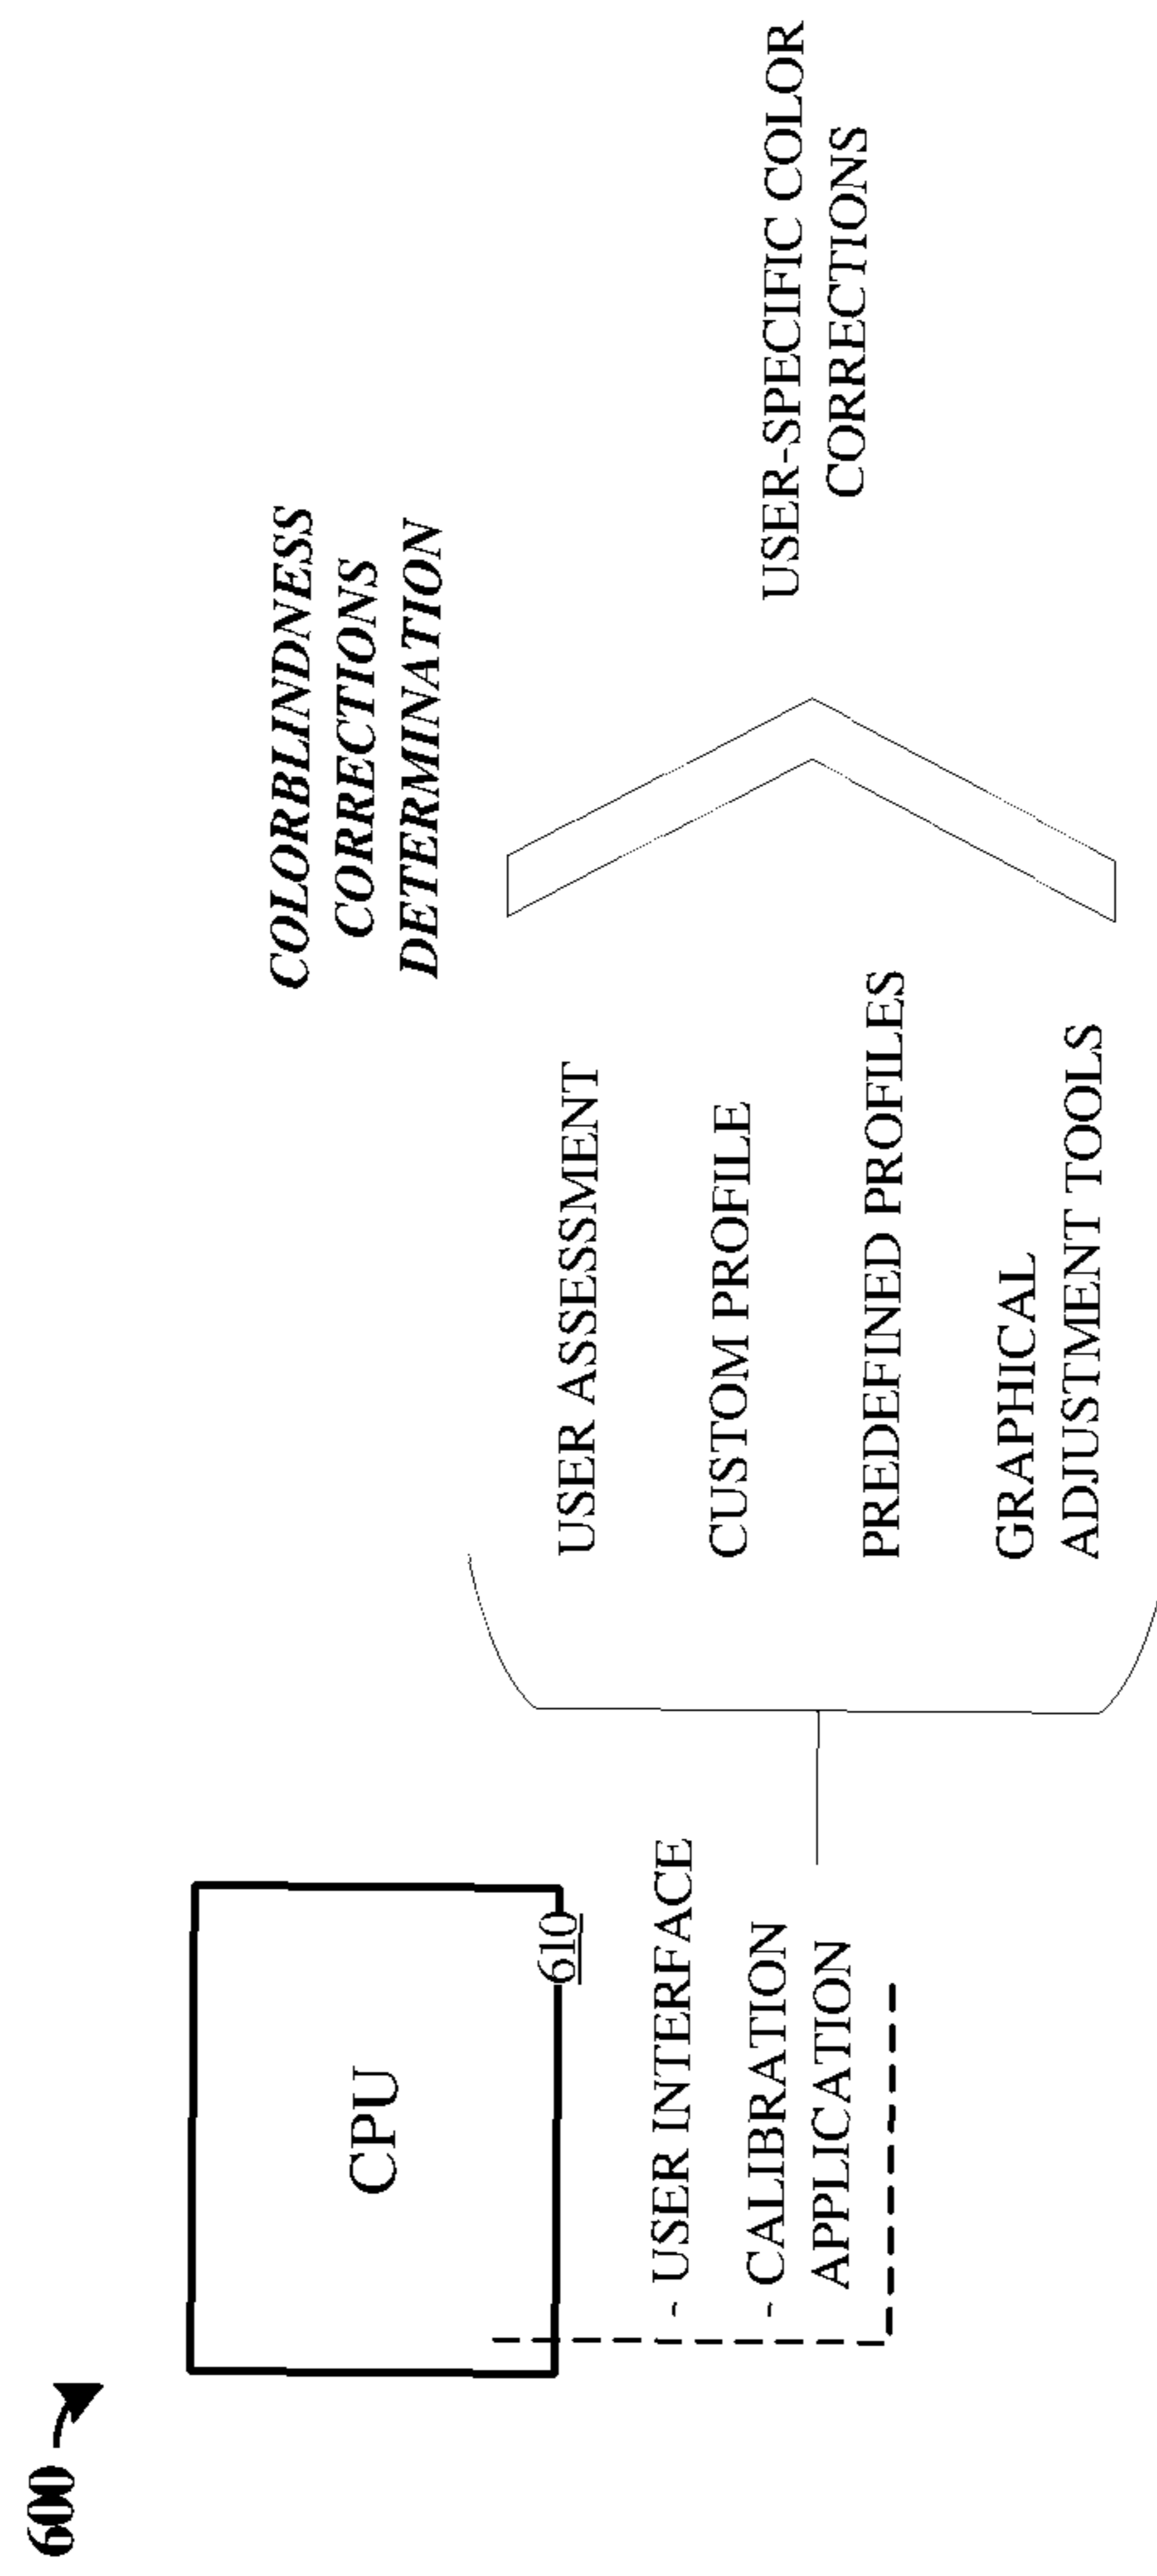 600
COLORBLINDNESS
CORRECTIONS
DETERMINATION
CPU
610
- USER INTERFACE
- CALIBRATION
APPLICATION
USER ASSESSMENT
CUSTOM PROFILE
PREDEFINED PROFILES
GRAPHICAL
ADJUSTMENT TOOLS
USER-SPECIFIC COLOR
CORRECTIONS